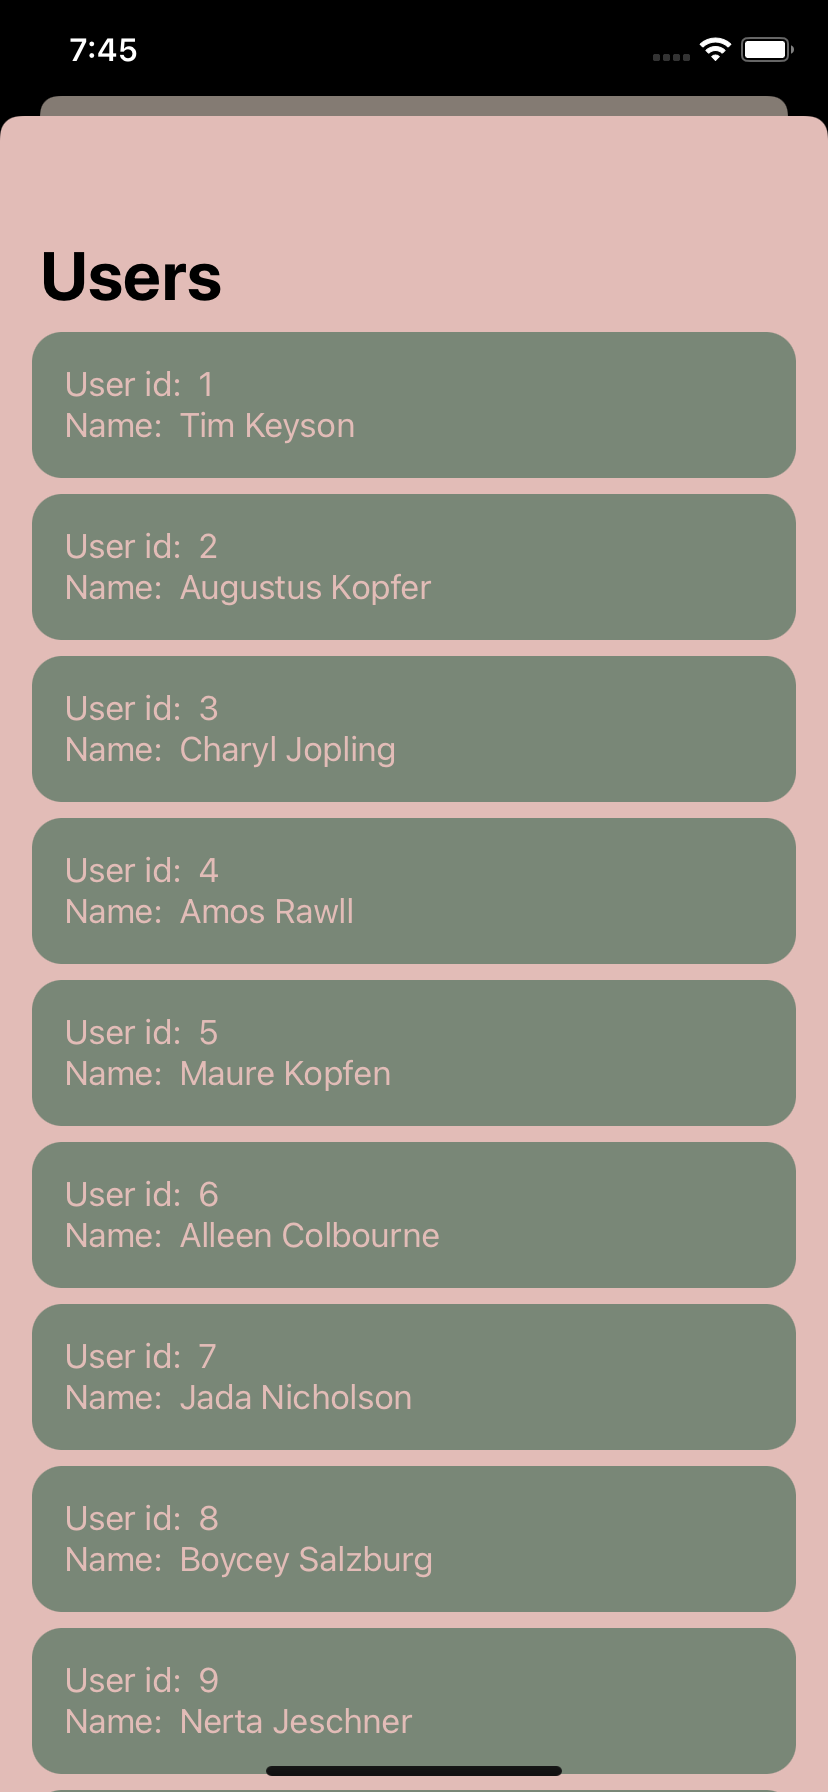 7:45
Users
User id: 1
Name: Tim Keyson
User id: 2
Name: Augustus Kopfer
User id: 3
Name: Charyl Jopling
User id: 4
Name: Amos Rawll
User id: 5
Name: Maure Kopfen
User id: 6
Name: Alleen Colbourne
User id: 7
Name: Jada Nicholson
User id: 8
Name: Boycey Salzburg
User id: 9
Name: Nerta Jeschner